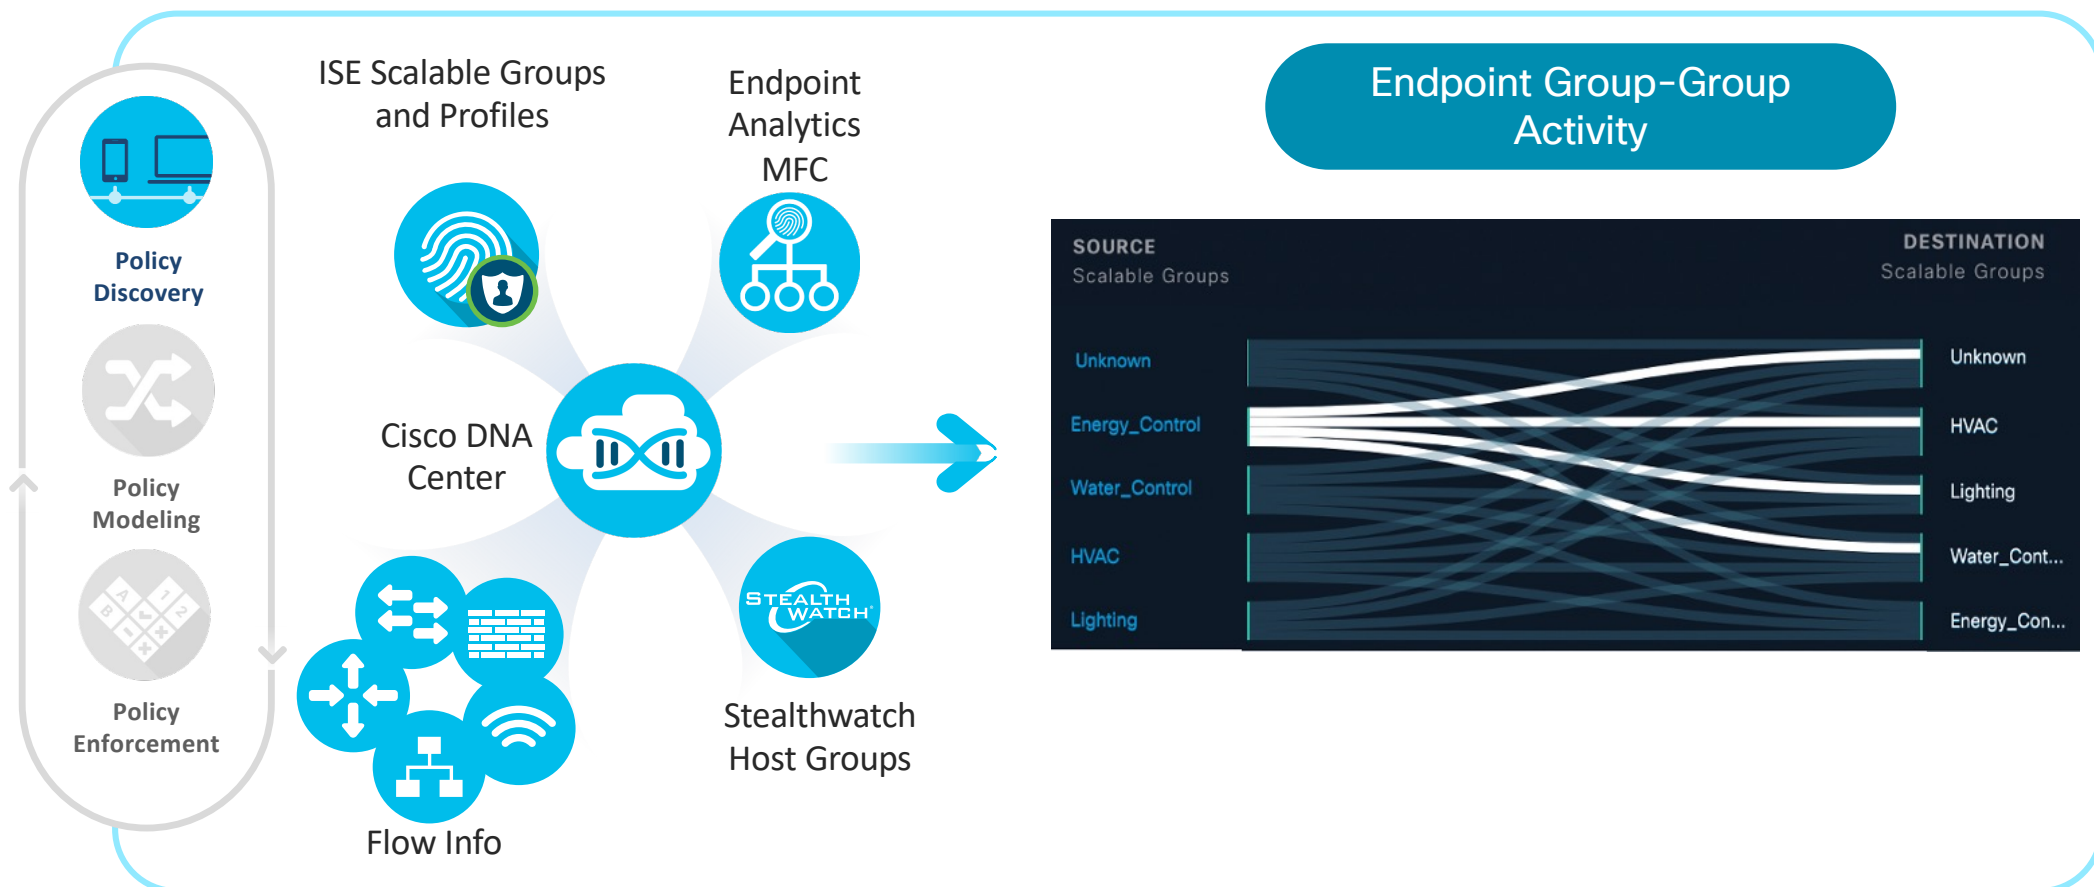 Policy
Discovery
Policy
Modeling
A
B
1
2
Policy
Enforcement
ISE Scalable Groups
and Profiles
Endpoint
Analytics
MFC
Cisco DNA
Center
STEALTH
WATCH
Stealthwatch
Host Groups
Flow Info
Endpoint Group-Group
Activity
SOURCE
Scalable Groups
DESTINATION
Scalable Groups
Unknown
Energy_Control
Water_Control
HVAC
Lighting
Unknown
HVAC
Lighting
Water_Cont...
Energy_Con...